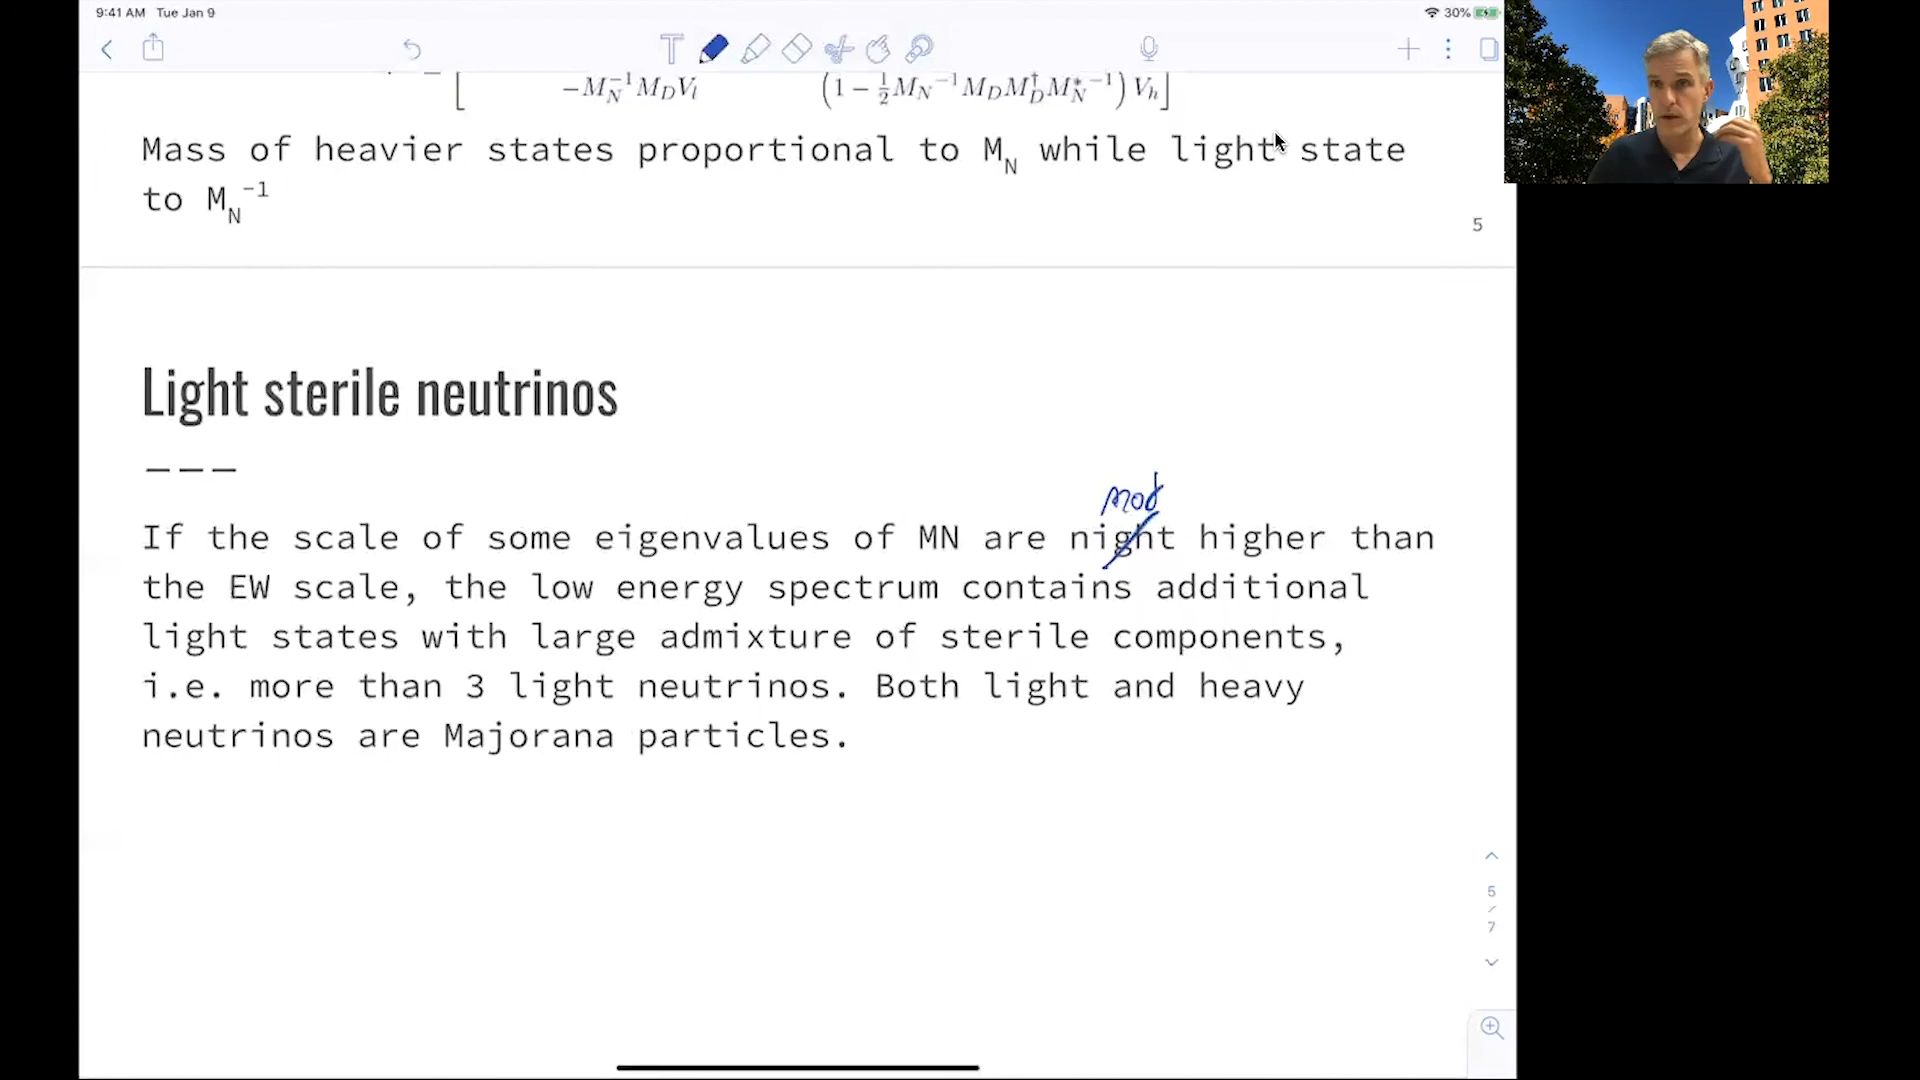 9:41 AM Tue Jan 9
30%
T
−M_N^{−1} M_D V_l (1 − ½ M_N^{−1} M_D M_D^† M_N^{*−1}) V_h
Mass of heavier states proportional to M_N while light state
to M_N^{-1}
5
Light sterile neutrinos
---
If the scale of some eigenvalues of MN are night higher than
the EW scale, the low energy spectrum contains additional
light states with large admixture of sterile components,
i.e. more than 3 light neutrinos. Both light and heavy
neutrinos are Majorana particles.
5
/
7